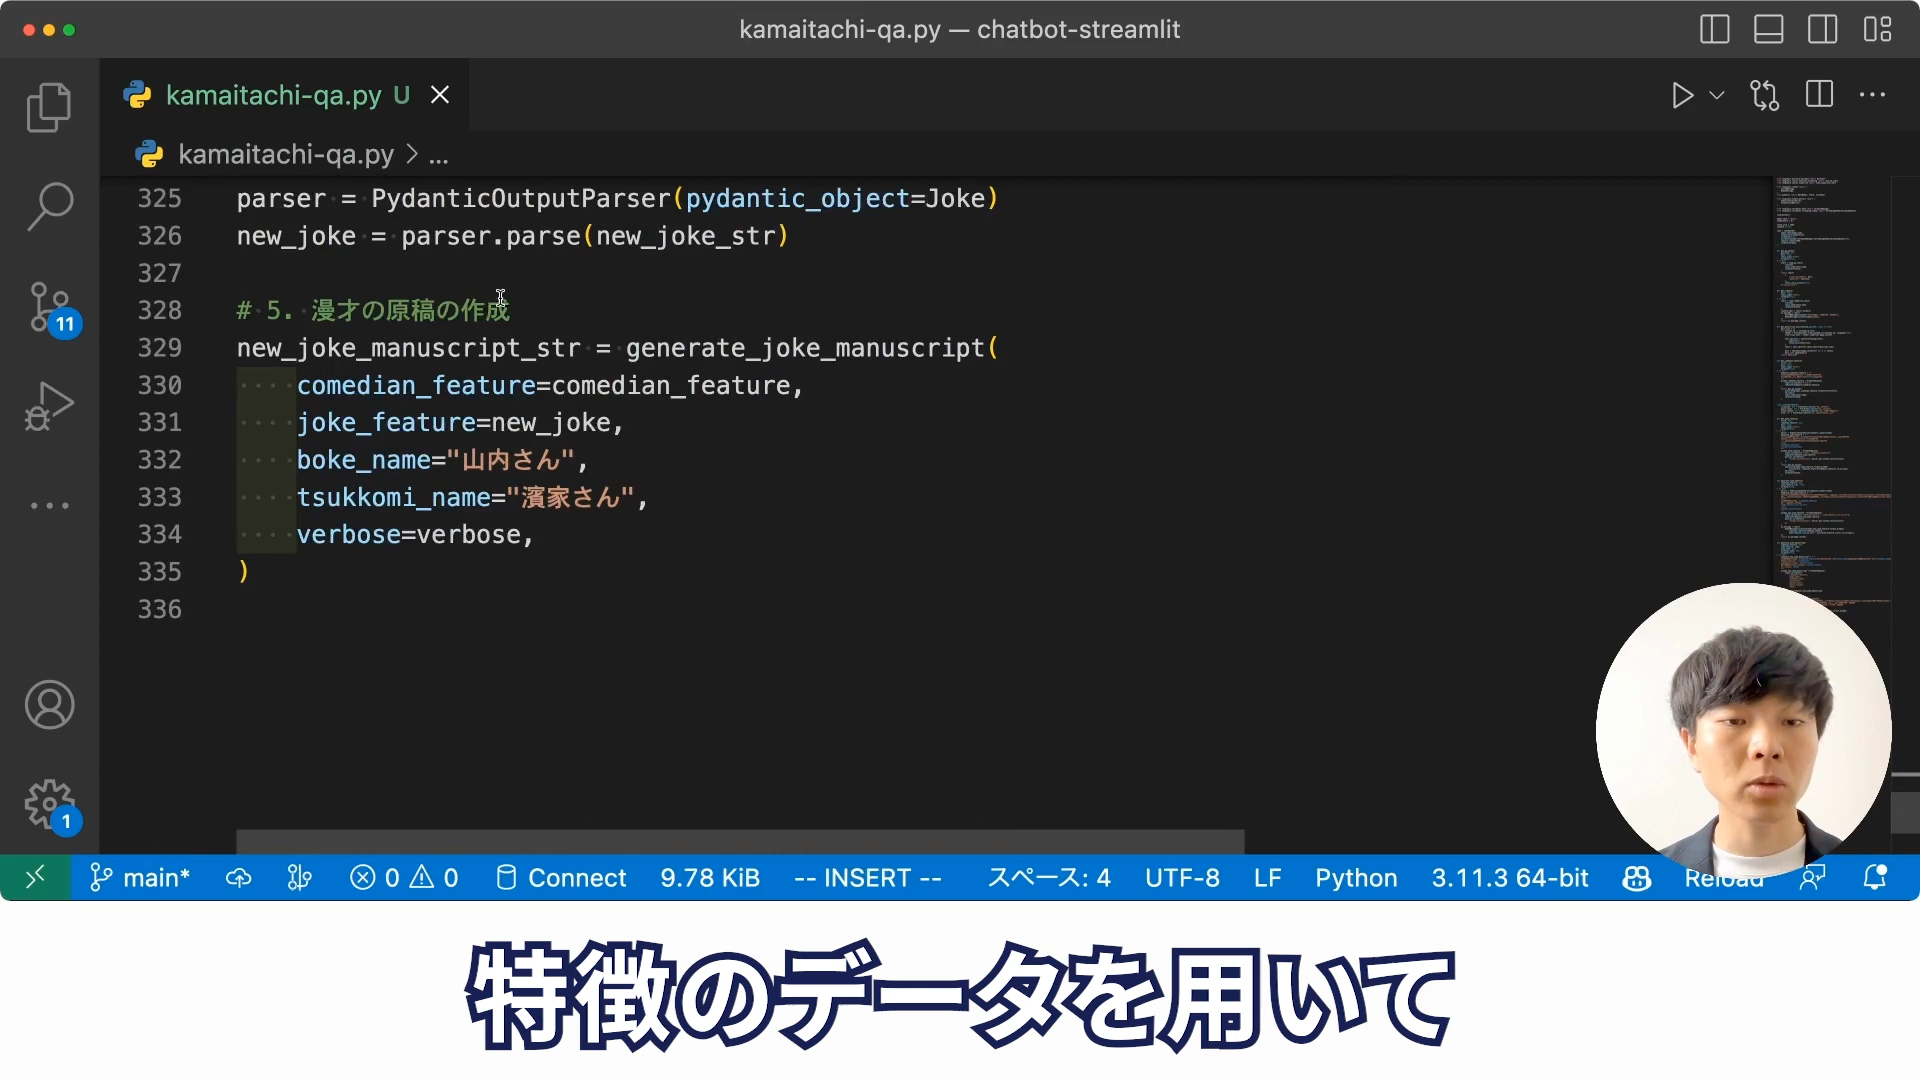 kamaitachi-qa.py — chatbot-streamlit
kamaitachi-qa.py U
kamaitachi-qa.py > ...
325 parser = PydanticOutputParser(pydantic_object=Joke)
326 new_joke = parser.parse(new_joke_str)
327
328 # 5. 漫才の原稿の作成
329 new_joke_manuscript_str = generate_joke_manuscript(
330 comedian_feature=comedian_feature,
331 joke_feature=new_joke,
332 boke_name="山内さん",
333 tsukkomi_name="濱家さん",
334 verbose=verbose,
335 )
336
11
1
main* 0 0 Connect 9.78 KiB -- INSERT -- スペース: 4 UTF-8 LF Python 3.11.3 64-bit Reload
特徴のデータを用いて